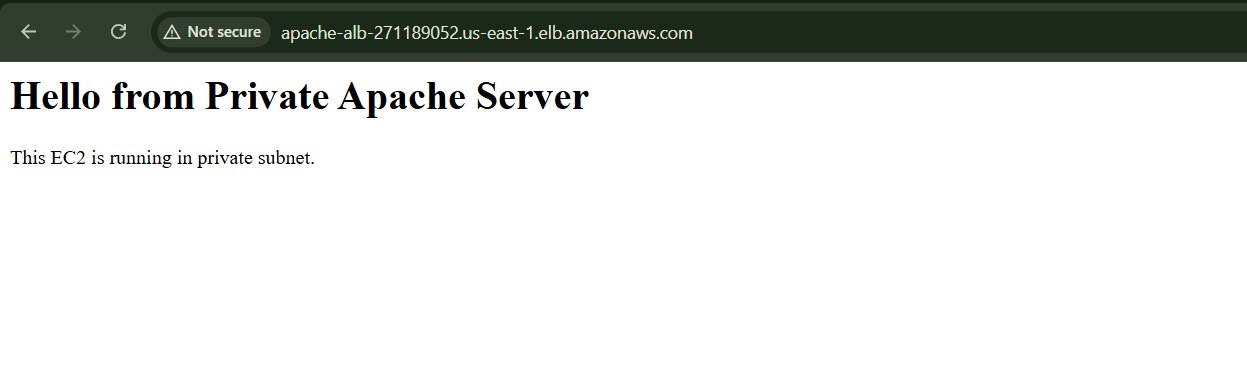 Not secure apache-alb-271189052.us-east-1.elb.amazonaws.com
Hello from Private Apache Server
This EC2 is running in private subnet.